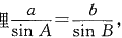 理 a/sin A = b/sin B,